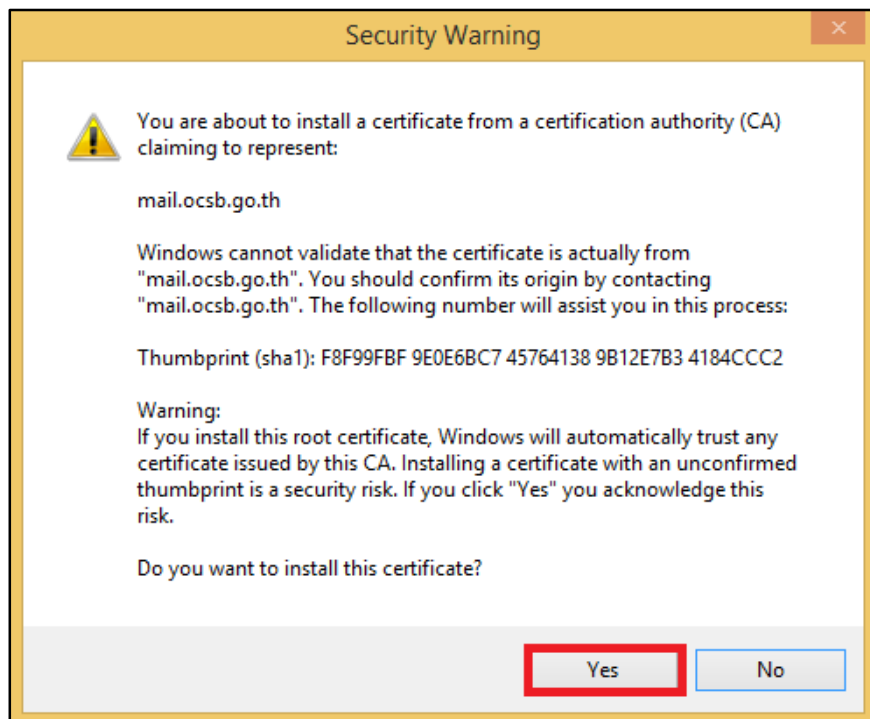 Security Warning
You are about to install a certificate from a certification authority (CA)
claiming to represent:
mail.ocsb.go.th
Windows cannot validate that the certificate is actually from
"mail.ocsb.go.th". You should confirm its origin by contacting
"mail.ocsb.go.th". The following number will assist you in this process:
Thumbprint (sha1): F8F99FBF 9E0E6BC7 45764138 9B12E7B3 4184CCC2
Warning:
If you install this root certificate, Windows will automatically trust any
certificate issued by this CA. Installing a certificate with an unconfirmed
thumbprint is a security risk. If you click "Yes" you acknowledge this
risk.
Do you want to install this certificate?
Yes No